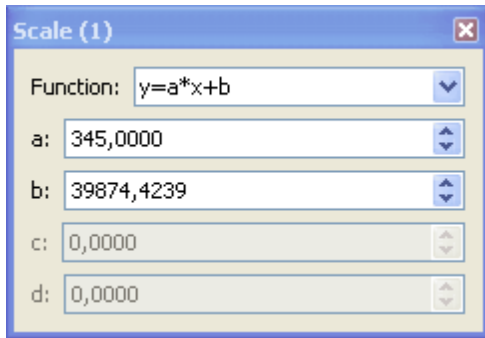 Scale (1)
Function: y=a*x+b
a: 345,0000
b: 39874,4239
c: 0,0000
d: 0,0000